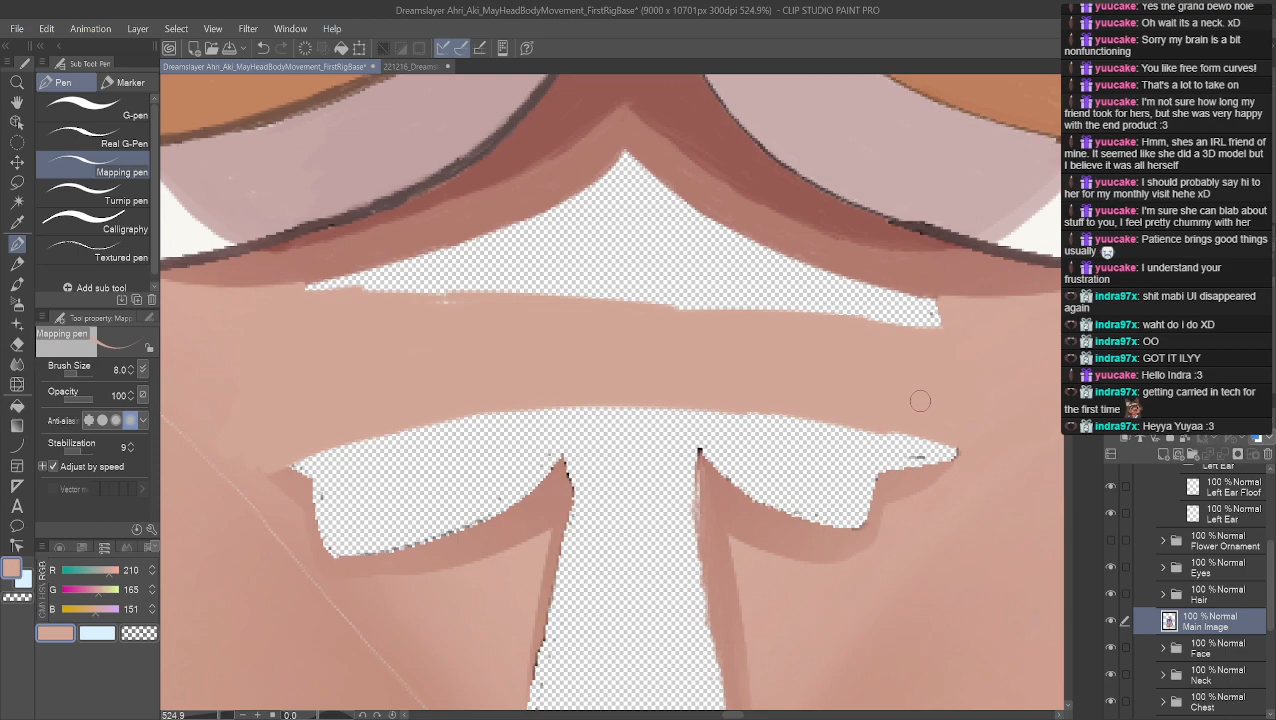 Dreamslayer Ahri_Aki_MayHeadBodyMovement_FirstRigBase* (9000 x 10701px 300dpi 524.9%) - CLIP STUDIO PAINT PRO
File Edit Animation Layer Select View Filter Window Help
Dreamslayer Ahri_Aki_MayHeadBodyMovement_FirstRigBase*
221216_Dreams
Sub Tool Pen
Pen
Marker
G-pen
Real G-Pen
Mapping pen
Turnip pen
Calligraphy
Textured pen
Add sub tool
Tool property: Mapp
Mapping pen
Brush Size 8.0
Opacity 100
Anti-alias
Stabilization 9
Adjust by speed
Vector m
R 210
G 165
B 151
524.9
0.0
yuucake: Yes the grand bewb hole
yuucake: Oh wait its a neck. xD
yuucake: Sorry my brain is a bit
nonfunctioning
yuucake: You like free form curves!
yuucake: That's a lot to take on
yuucake: I'm not sure how long my
friend took for hers, but she was very happy
with the end product :3
yuucake: Hmm, shes an IRL friend of
mine. It seemed like she did a 3D model but
I believe it was all herself
yuucake: I should probably say hi to
her for my monthly visit hehe xD
yuucake: I'm sure she can blab about
stuff to you, I feel pretty cummy with her
yuucake: Patience brings good things
usually
yuucake: I understand your
frustration
indra97x: shit mabi UI disappeared
again
indra97x: waht do i do XD
indra97x: OO
indra97x: GOT IT ILYY
yuucake: Hello Indra :3
indra97x: getting carried in tech for
the first time
indra97x: Heyya Yuyaa :3
Left Ear
100 % Normal
Left Ear Floof
100 % Normal
Left Ear
100 % Normal
Flower Ornament
100 % Normal
Eyes
100 % Normal
Hair
100 % Normal
Main Image
100 % Normal
Face
100 % Normal
Neck
100 % Normal
Chest